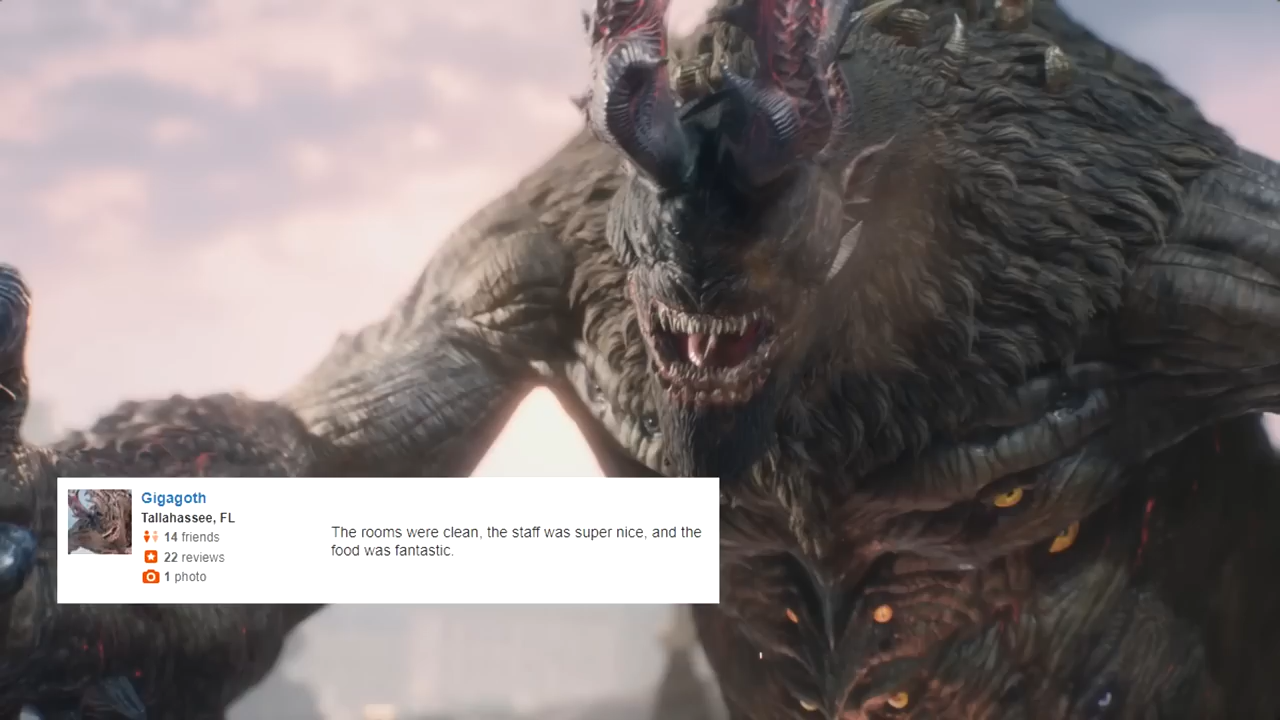 Gigagoth
Tallahassee, FL
14 friends
22 reviews
1 photo
The rooms were clean, the staff was super nice, and the
food was fantastic.